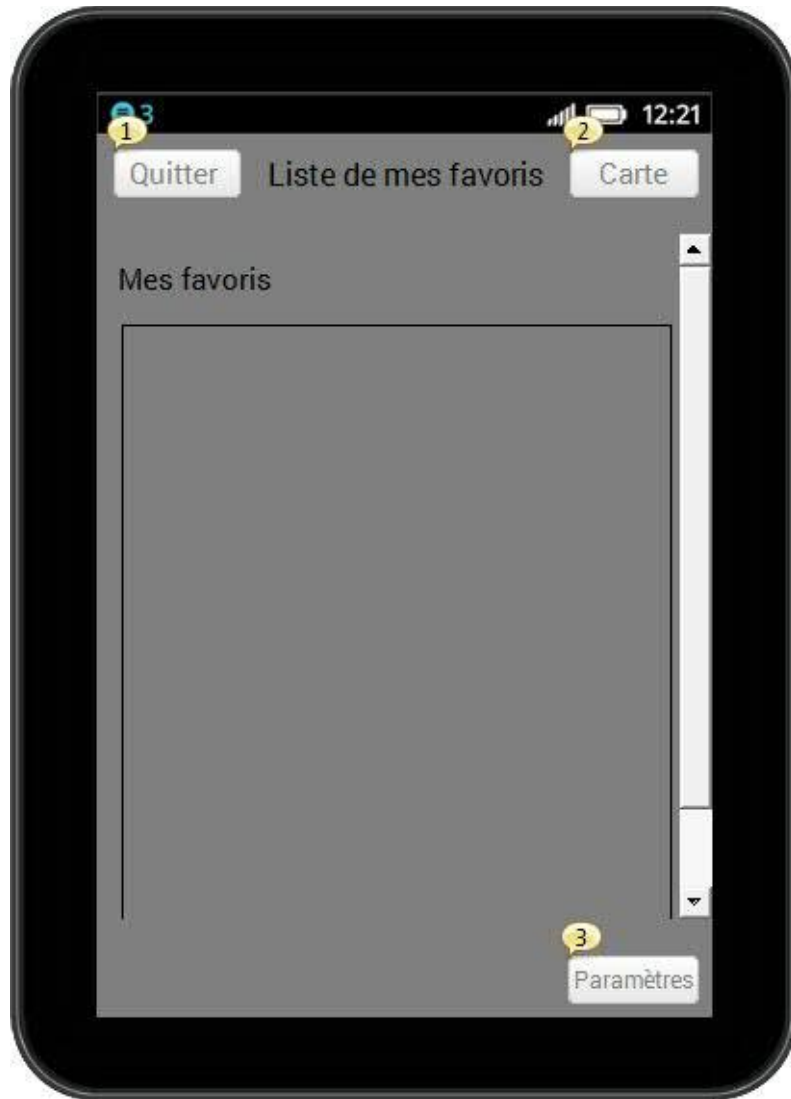 3 12:21
1 2
Quitter Liste de mes favoris Carte
Mes favoris
3
Paramètres